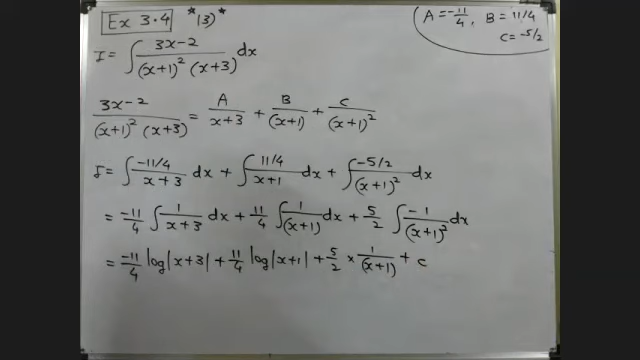 Ex 3.4 *13)*
A = -11/4, B = 11/4
C = -5/2
I = ∫ 3x-2/(x+1)² (x+3) dx
3x-2/(x+1)² (x+3) = A/x+3 + B/(x+1) + C/(x+1)²
I = ∫ -11/4/x+3 dx + ∫ 11/4/x+1 dx + ∫ -5/2/(x+1)² dx
= -11/4 ∫ 1/x+3 dx + 11/4 ∫ 1/(x+1) dx + 5/2 ∫ -1/(x+1)² dx
= -11/4 log|x+3| + 11/4 log|x+1| + 5/2 × 1/(x+1) + c